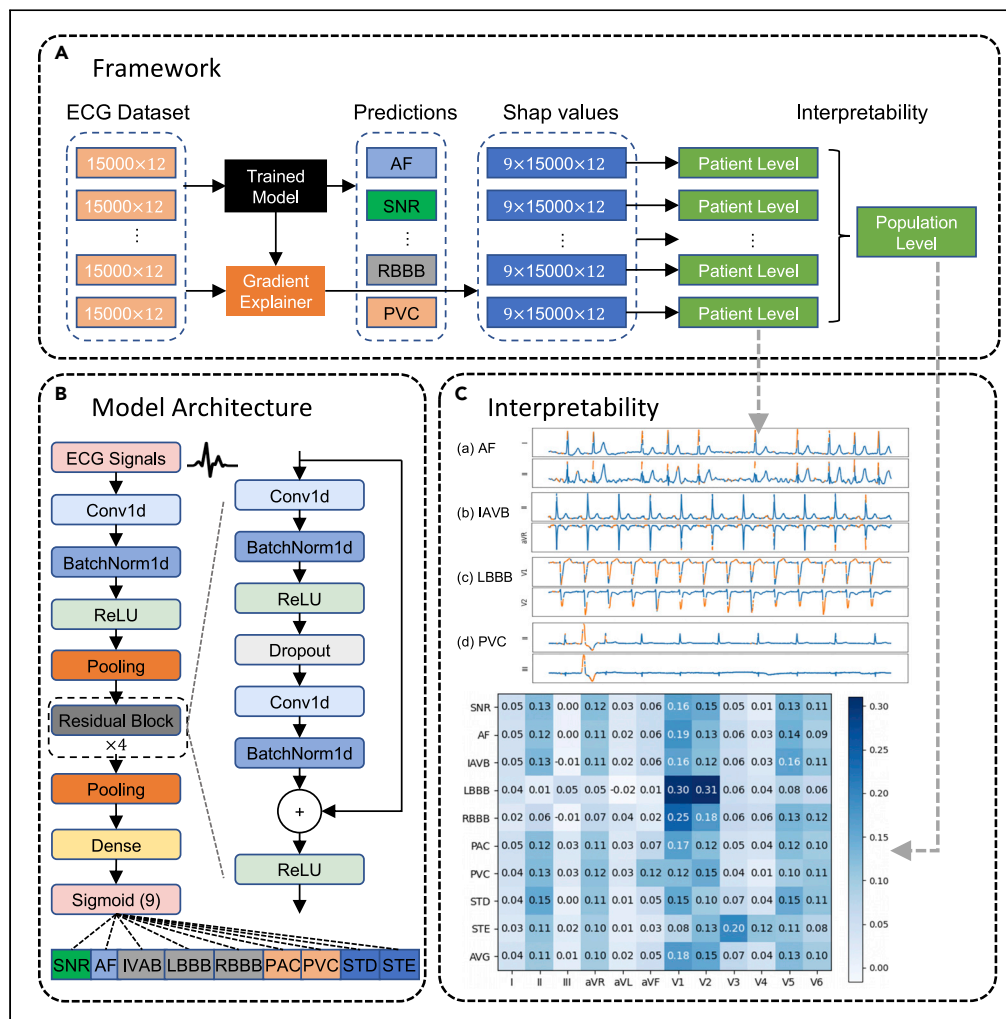 A
Framework
ECG Dataset
Predictions
Shap values
Interpretability
15000×12
15000×12
⋮
15000×12
15000×12
Trained
Model
Gradient
Explainer
AF
SNR
⋮
RBBB
PVC
9×15000×12
9×15000×12
⋮
9×15000×12
9×15000×12
Patient Level
Patient Level
⋮
Patient Level
Patient Level
Population
Level
B
Model Architecture
ECG Signals
Conv1d
BatchNorm1d
ReLU
Pooling
Residual Block
×4
Pooling
Dense
Sigmoid (9)
Conv1d
BatchNorm1d
ReLU
Dropout
Conv1d
BatchNorm1d
+
ReLU
SNR AF IVAB LBBB RBBB PAC PVC STD STE
C
Interpretability
(a) AF
I
II
(b) IAVB
II
aVR
(c) LBBB
V1
V2
(d) PVC
II
III
SNR 0.05 0.13 0.00 0.12 0.03 0.06 0.16 0.15 0.05 0.01 0.13 0.11
AF 0.05 0.12 0.00 0.11 0.02 0.06 0.19 0.13 0.06 0.03 0.14 0.09
IAVB 0.05 0.13 -0.01 0.11 0.02 0.06 0.16 0.12 0.06 0.03 0.16 0.11
LBBB 0.04 0.01 0.05 0.05 -0.02 0.01 0.30 0.31 0.06 0.04 0.08 0.06
RBBB 0.02 0.06 -0.01 0.07 0.04 0.02 0.25 0.18 0.06 0.06 0.13 0.12
PAC 0.04 0.12 0.00 0.11 0.03 0.07 0.17 0.12 0.05 0.04 0.12 0.10
PVC 0.04 0.13 0.03 0.12 0.03 0.12 0.12 0.15 0.04 0.01 0.10 0.11
STD 0.04 0.15 0.00 0.11 0.01 0.04 0.15 0.10 0.07 0.04 0.15 0.11
STE 0.03 0.11 0.02 0.10 0.01 0.03 0.08 0.13 0.20 0.12 0.11 0.08
AVG 0.04 0.11 0.01 0.10 0.02 0.05 0.18 0.15 0.07 0.04 0.13 0.10
I II III aVR aVL aVF V1 V2 V3 V4 V5 V6
0.30
0.25
0.20
0.15
0.10
0.05
0.00